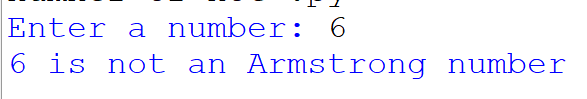 Enter a number: 6
6 is not an Armstrong number